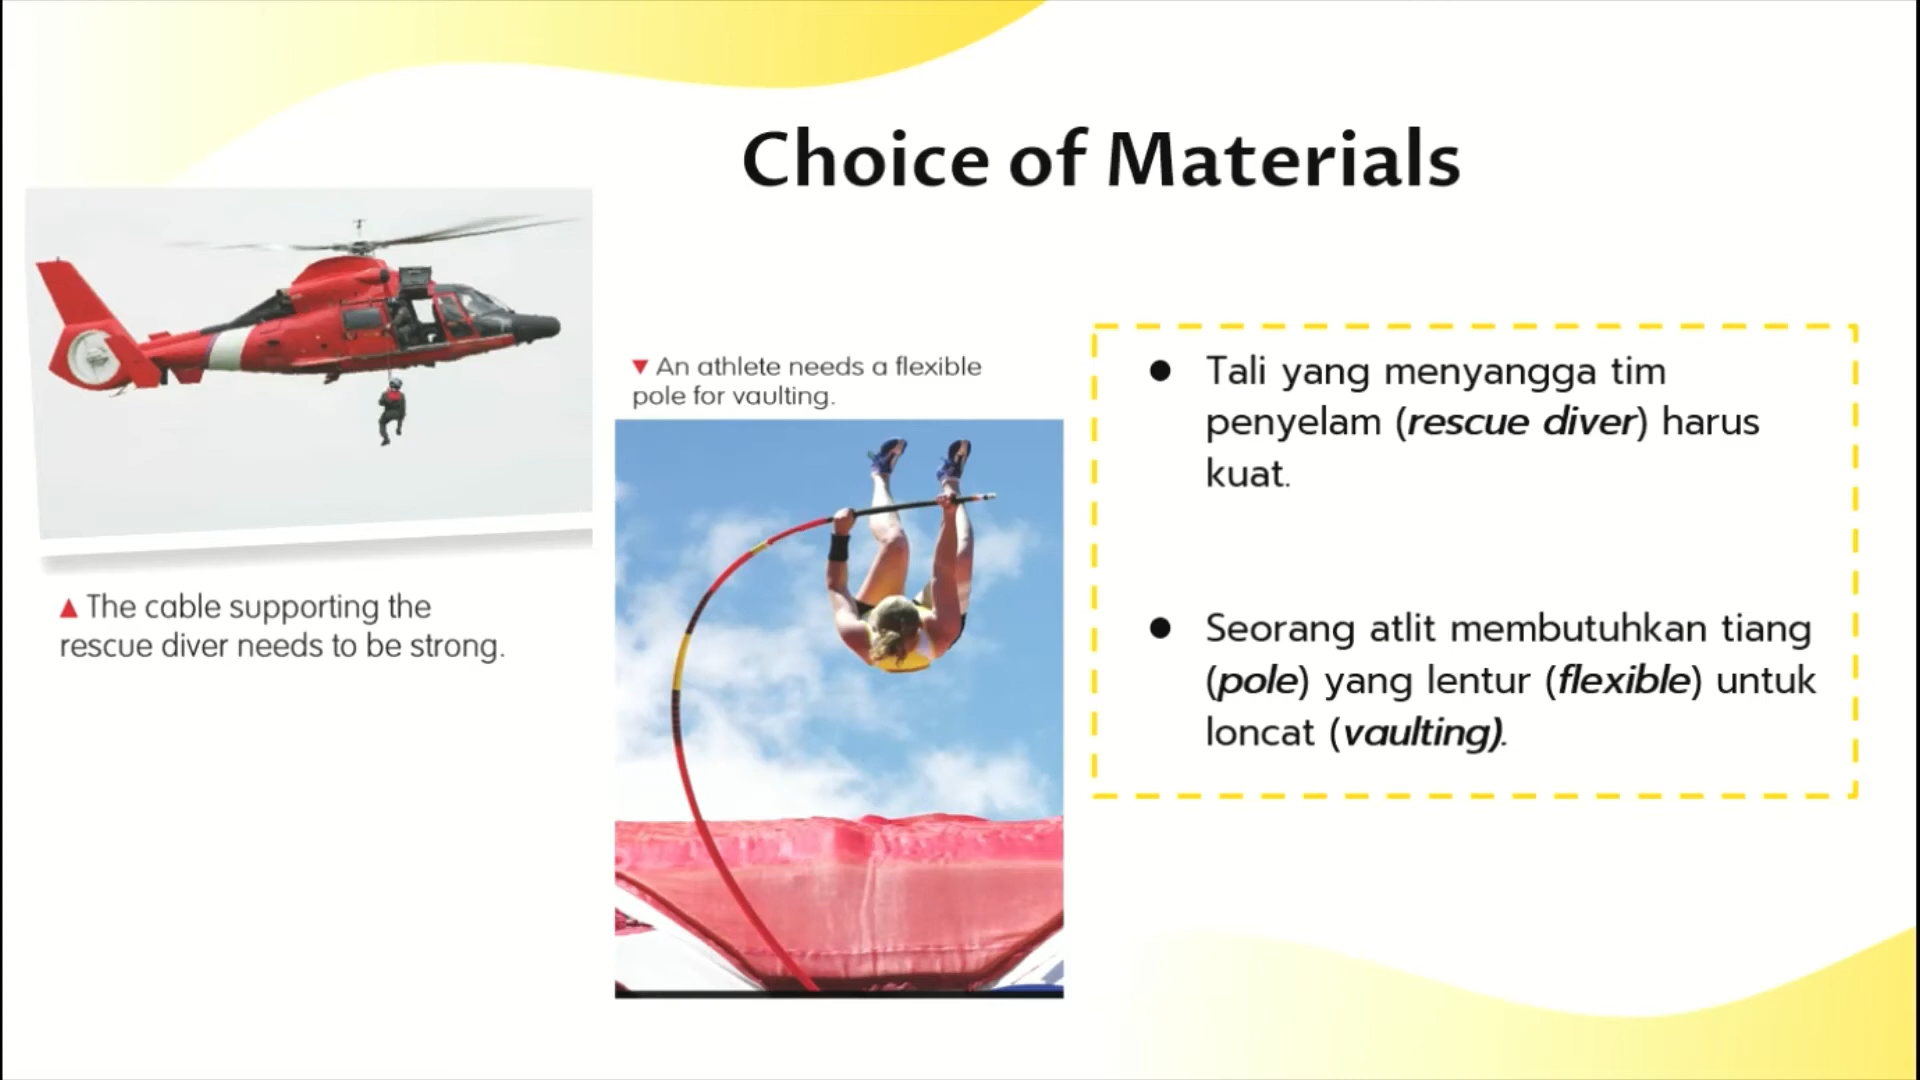 Choice of Materials
▲ The cable supporting the
rescue diver needs to be strong.
▼ An athlete needs a flexible
pole for vaulting.
● Tali yang menyangga tim
penyelam (rescue diver) harus
kuat.
● Seorang atlit membutuhkan tiang
(pole) yang lentur (flexible) untuk
loncat (vaulting).